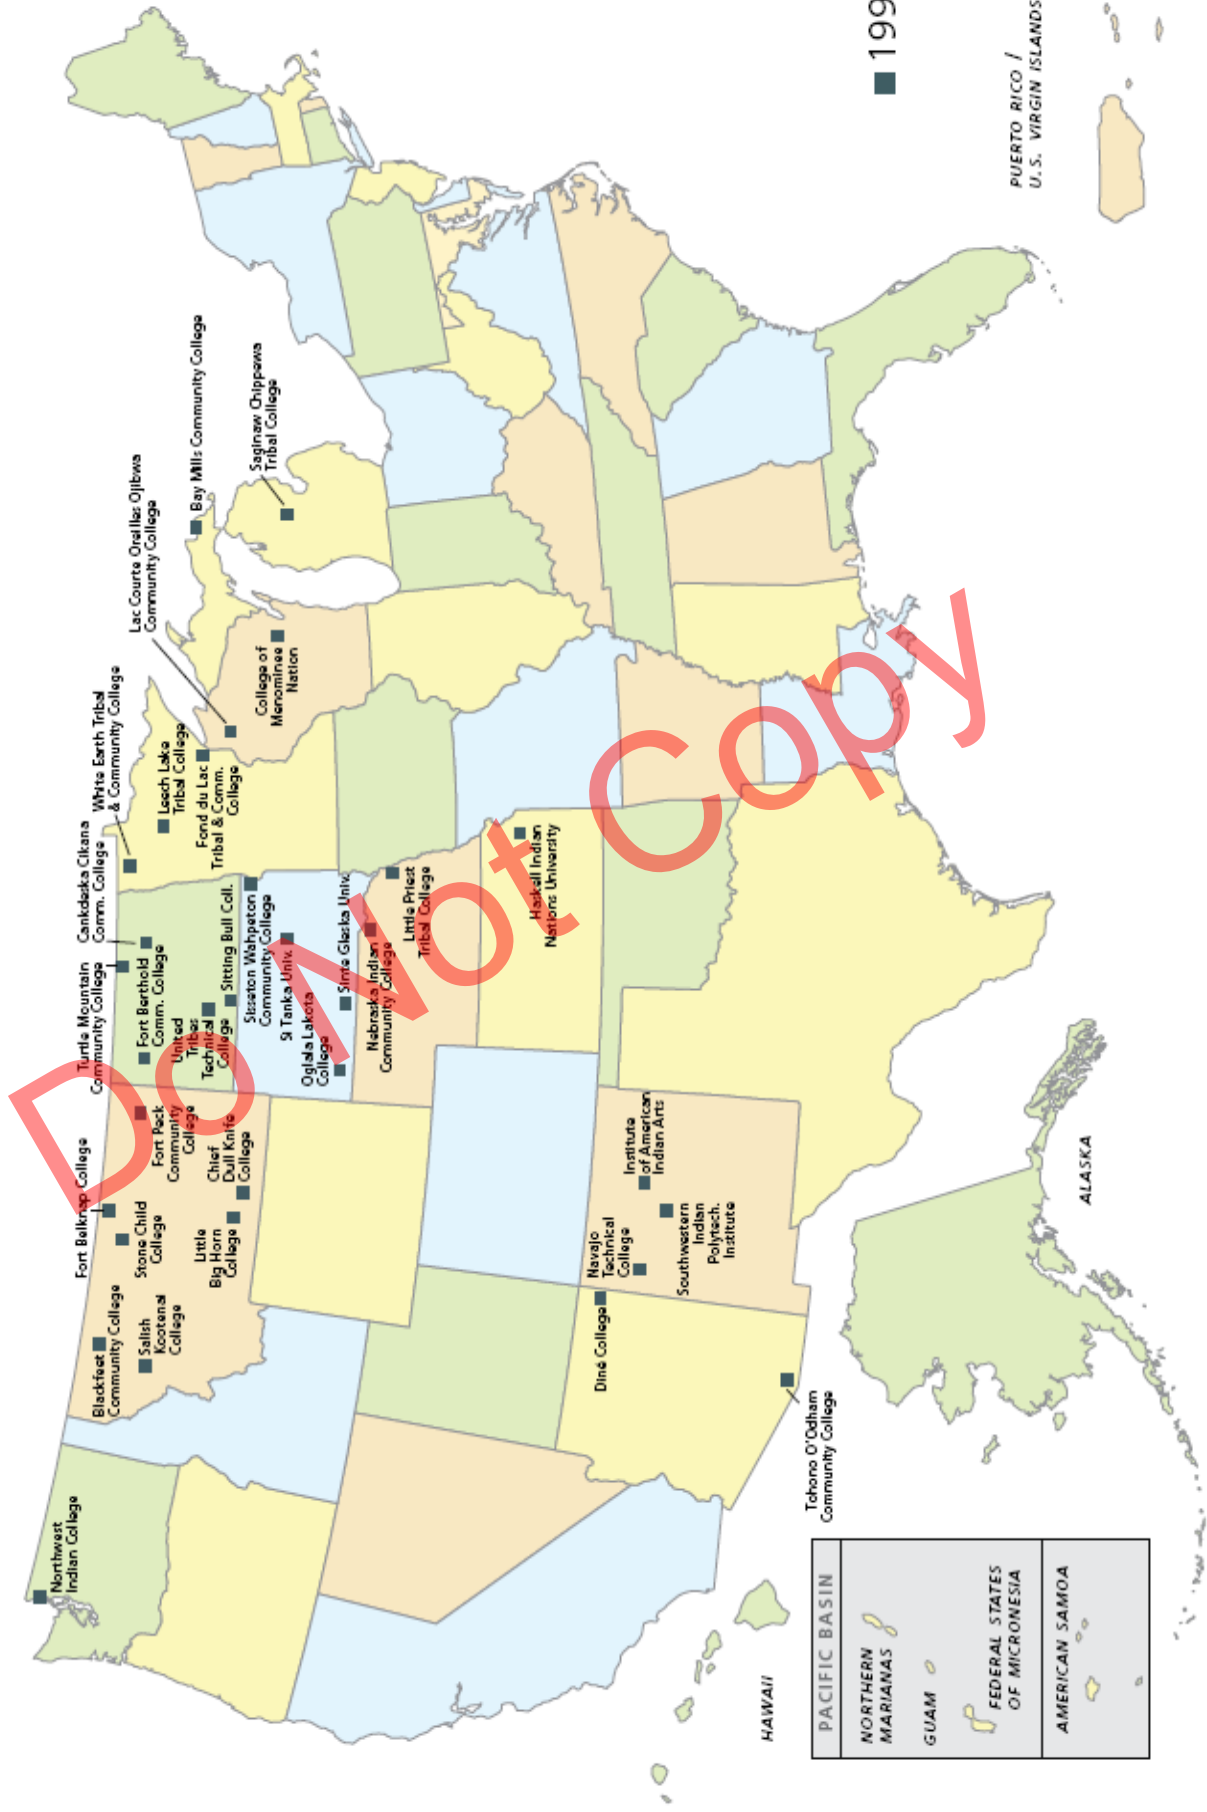 Northwest
Indian College
Blackfeet
Community College
Salish
Kootenai
College
Fort Belknap College
Stone Child
College
Little
Big Horn
College
Fort Peck
Community
College
Chief
Dull Knife
College
Turtle Mountain
Community College
Cankdeska Cikana
Comm. College
Fort Berthold
Comm. College
United
Tribes
Technical
College
Sitting Bull Coll.
White Earth Tribal
& Community College
Leech Lake
Tribal College
Fond du Lac
Tribal & Comm.
College
Lac Courte Oreilles Ojibwa
Community College
College of
Menominee
Nation
Bay Mills Community College
Saginaw Chippewa
Tribal College
Sisseton Wahpeton
Community College
Si Tanka Univ.
Oglala Lakota
College
Sinte Gleska Univ.
Nebraska Indian
Community College
Little Priest
Tribal College
Haskell Indian
Nations University
Navajo
Technical
College
Institute
of American
Indian Arts
Southwestern
Indian
Polytech.
Institute
Diné College
Tohono O'Odham
Community College
HAWAII
ALASKA
PACIFIC BASIN
NORTHERN
MARIANAS
GUAM
FEDERAL STATES
OF MICRONESIA
AMERICAN SAMOA
PUERTO RICO /
U.S. VIRGIN ISLANDS
199
Do Not Copy